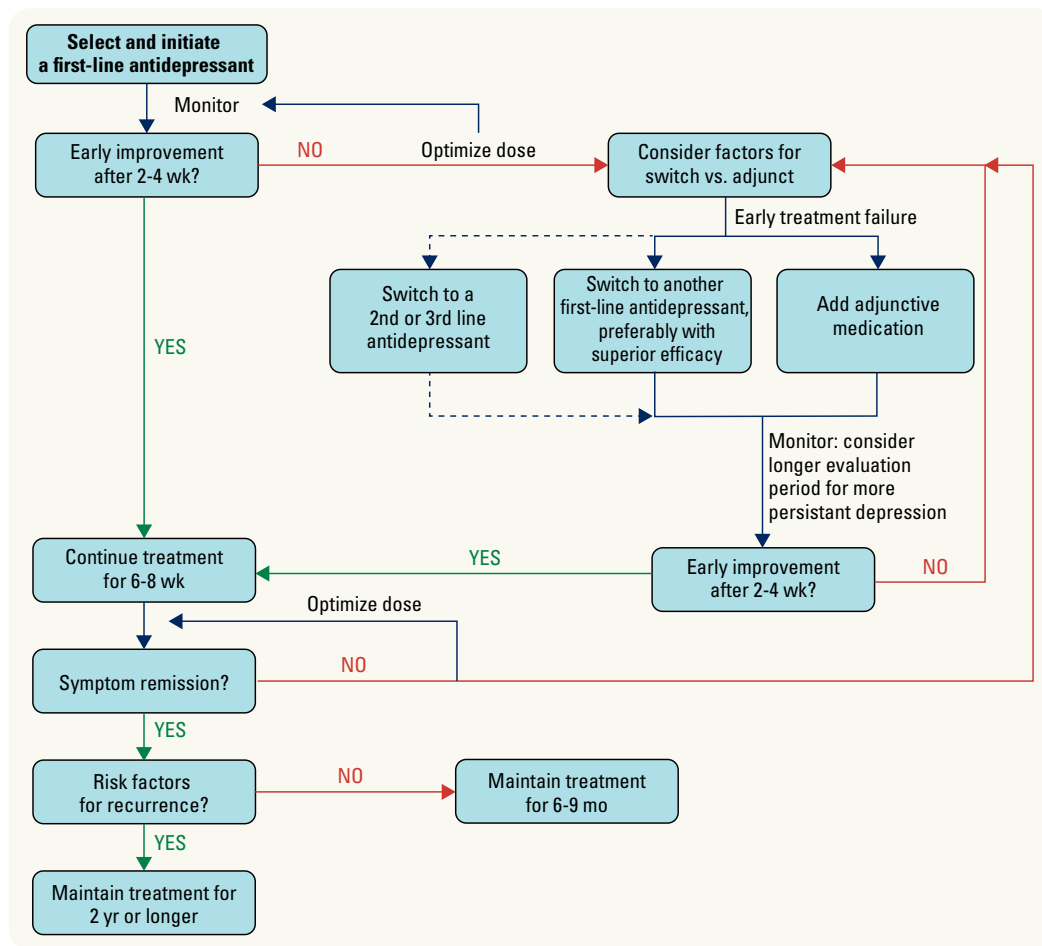 Select and initiate
a first-line antidepressant
Monitor
Early improvement
after 2-4 wk?
NO
Optimize dose
Consider factors for
switch vs. adjunct
Early treatment failure
Switch to a
2nd or 3rd line
antidepressant
Switch to another
first-line antidepressant,
preferably with
superior efficacy
Add adjunctive
medication
YES
Monitor: consider
longer evaluation
period for more
persistant depression
Continue treatment
for 6-8 wk
YES
Early improvement
after 2-4 wk?
NO
Optimize dose
Symptom remission?
NO
YES
Risk factors
for recurrence?
NO
Maintain treatment
for 6-9 mo
YES
Maintain treatment for
2 yr or longer